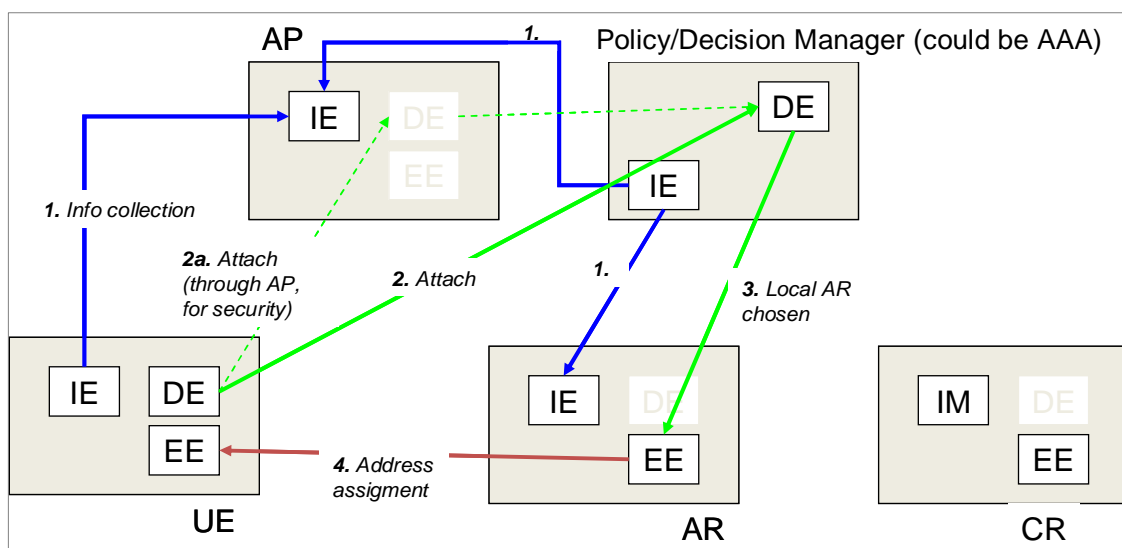 AP
1.
Policy/Decision Manager (could be AAA)
IE
DE
DE
EE
IE
1. Info collection
2a. Attach
(through AP,
for security)
2. Attach
1.
3. Local AR
chosen
IE
DE
EE
IE
DE
EE
IM
DE
EE
4. Address
assigment
UE
AR
CR